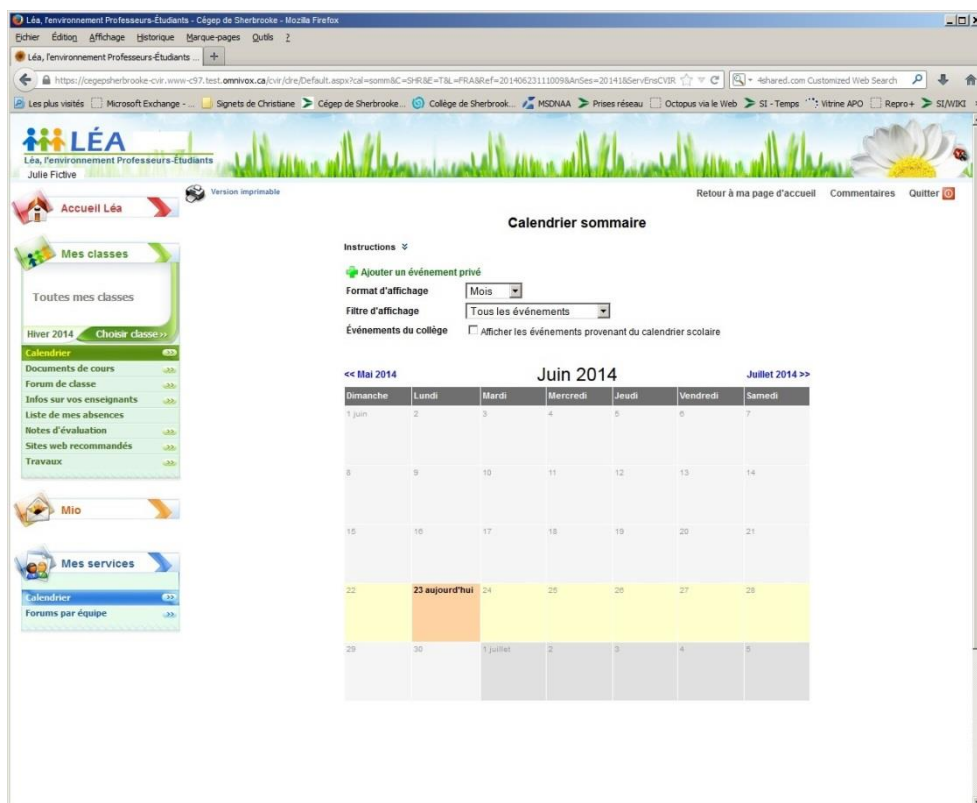 Léa, l'environnement Professeurs-Étudiants - Cégep de Sherbrooke - Mozilla Firefox
Fichier Édition Affichage Historique Marque-pages Outils ?
Léa, l'environnement Professeurs-Étudiants ... +
https://cegepsherbrooke-cvir.www-c97.test.omnivox.ca/cvir/cre/Default.aspx?cal=somm&C=SHR&E=T&L=FRA&Ref=20140623111009&AnSes=20141&ServEnsCVIR
4shared.com Customized Web Search
Les plus visités Microsoft Exchange - ... Signets de Christiane Cégep de Sherbrooke... Collège de Sherbrook... MSDNAA Prises réseau Octopus via le Web SI - Temps Vitrine APO Repro+ SI/WIKI
LÉA
Léa, l'environnement Professeurs-Étudiants
Julie Fictive
Version imprimable
Retour à ma page d'accueil Commentaires Quitter
Accueil Léa
Calendrier sommaire
Instructions
Mes classes
Ajouter un événement privé
Format d'affichage Mois
Toutes mes classes
Filtre d'affichage Tous les événements
Hiver 2014 Choisir classe >>
Événements du collège Afficher les événements provenant du calendrier scolaire
Calendrier
Documents de cours
Forum de classe
Infos sur vos enseignants
Liste de mes absences
Notes d'évaluation
Sites web recommandés
Travaux
Mio
Mes services
Calendrier
Forums par équipe
<< Mai 2014 Juin 2014 Juillet 2014 >>
Dimanche Lundi Mardi Mercredi Jeudi Vendredi Samedi
1 juin 2 3 4 5 6 7
8 9 10 11 12 13 14
15 16 17 18 19 20 21
22 23 aujourd'hui 24 25 26 27 28
29 30 1 juillet 2 3 4 5